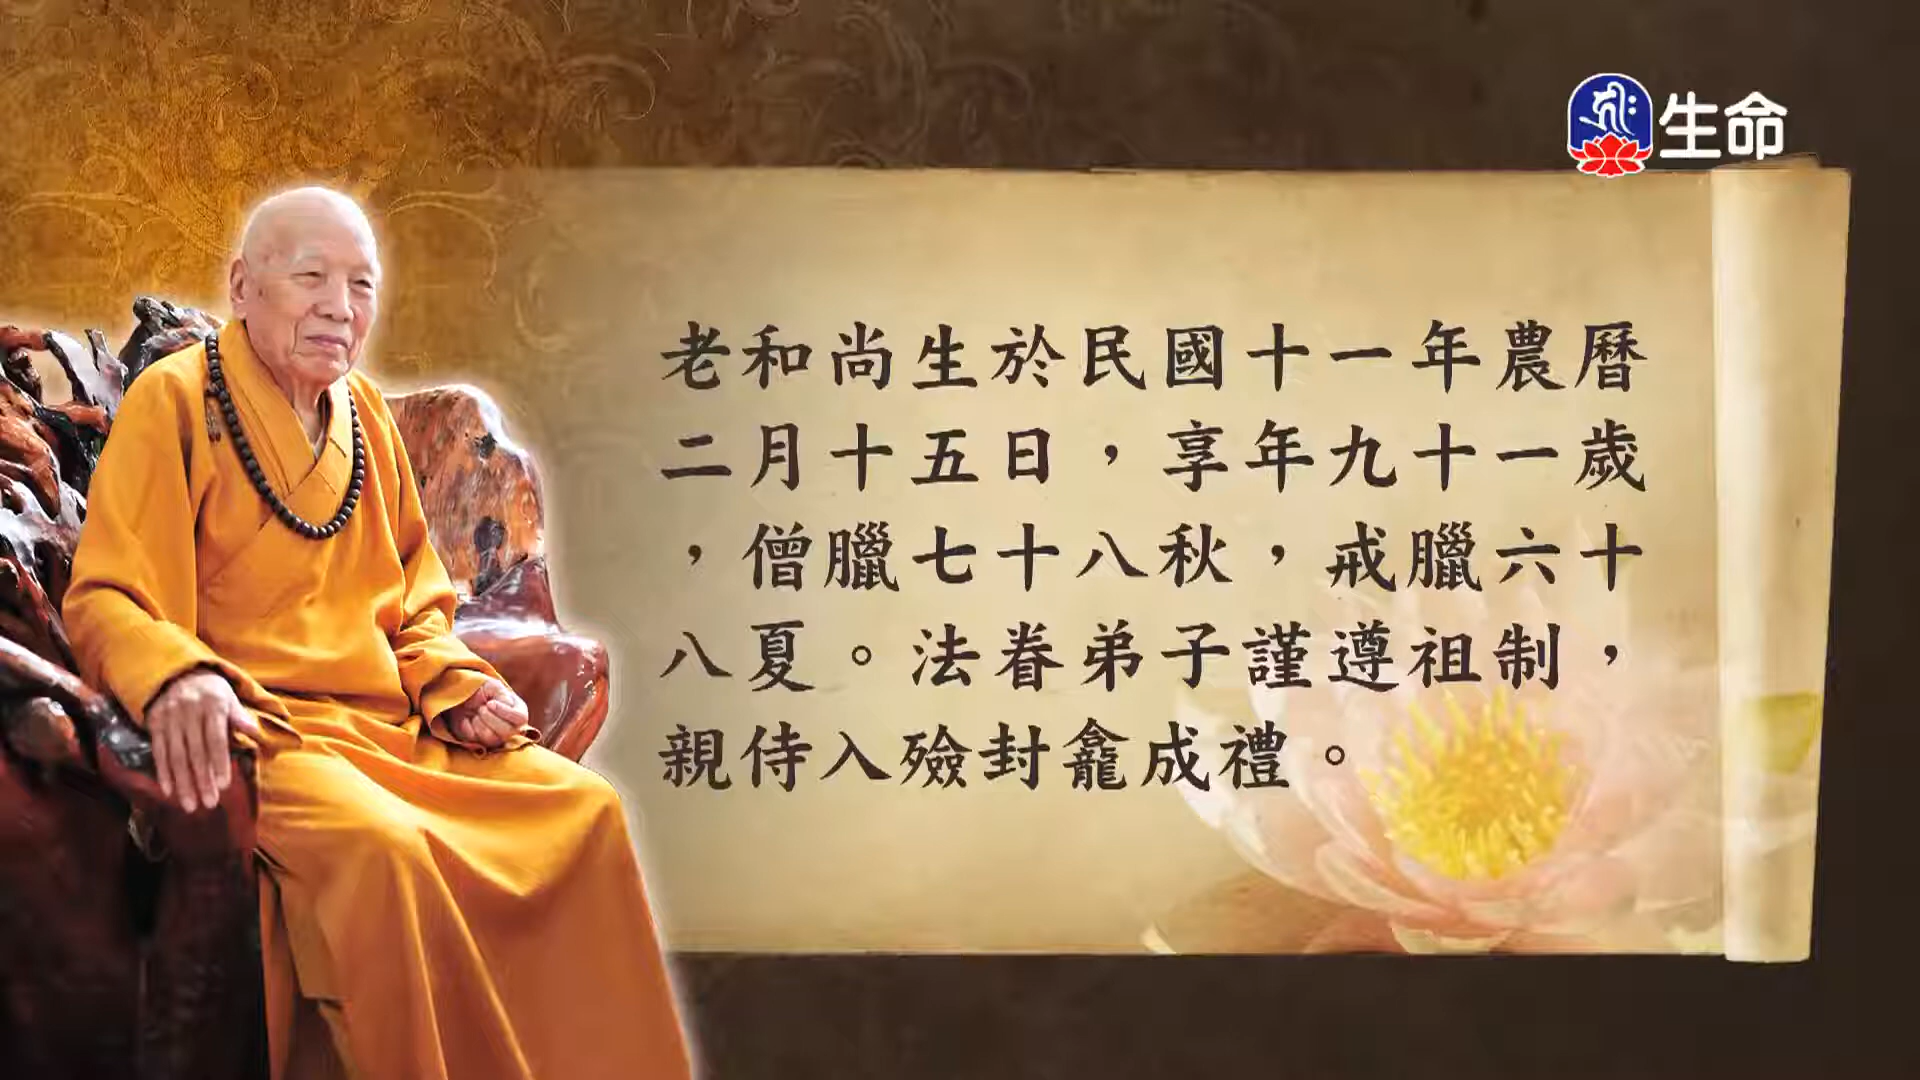 生命
老和尚生於民國十一年農曆
二月十五日，享年九十一歲
，僧臘七十八秋，戒臘六十
八夏。法眷弟子謹遵祖制，
親侍入殮封龕成禮。